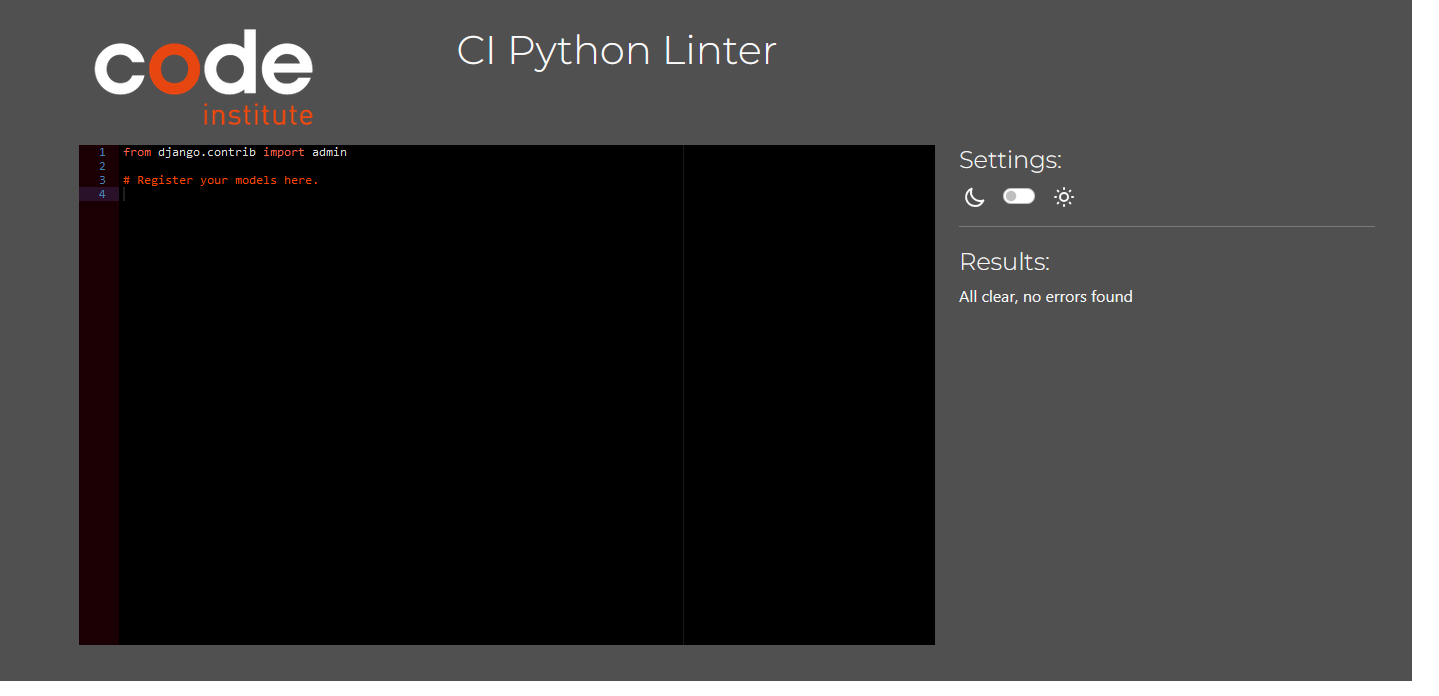 code
institute
CI Python Linter
1 from django.contrib import admin
2
3 # Register your models here.
4
Settings:
Results:
All clear, no errors found